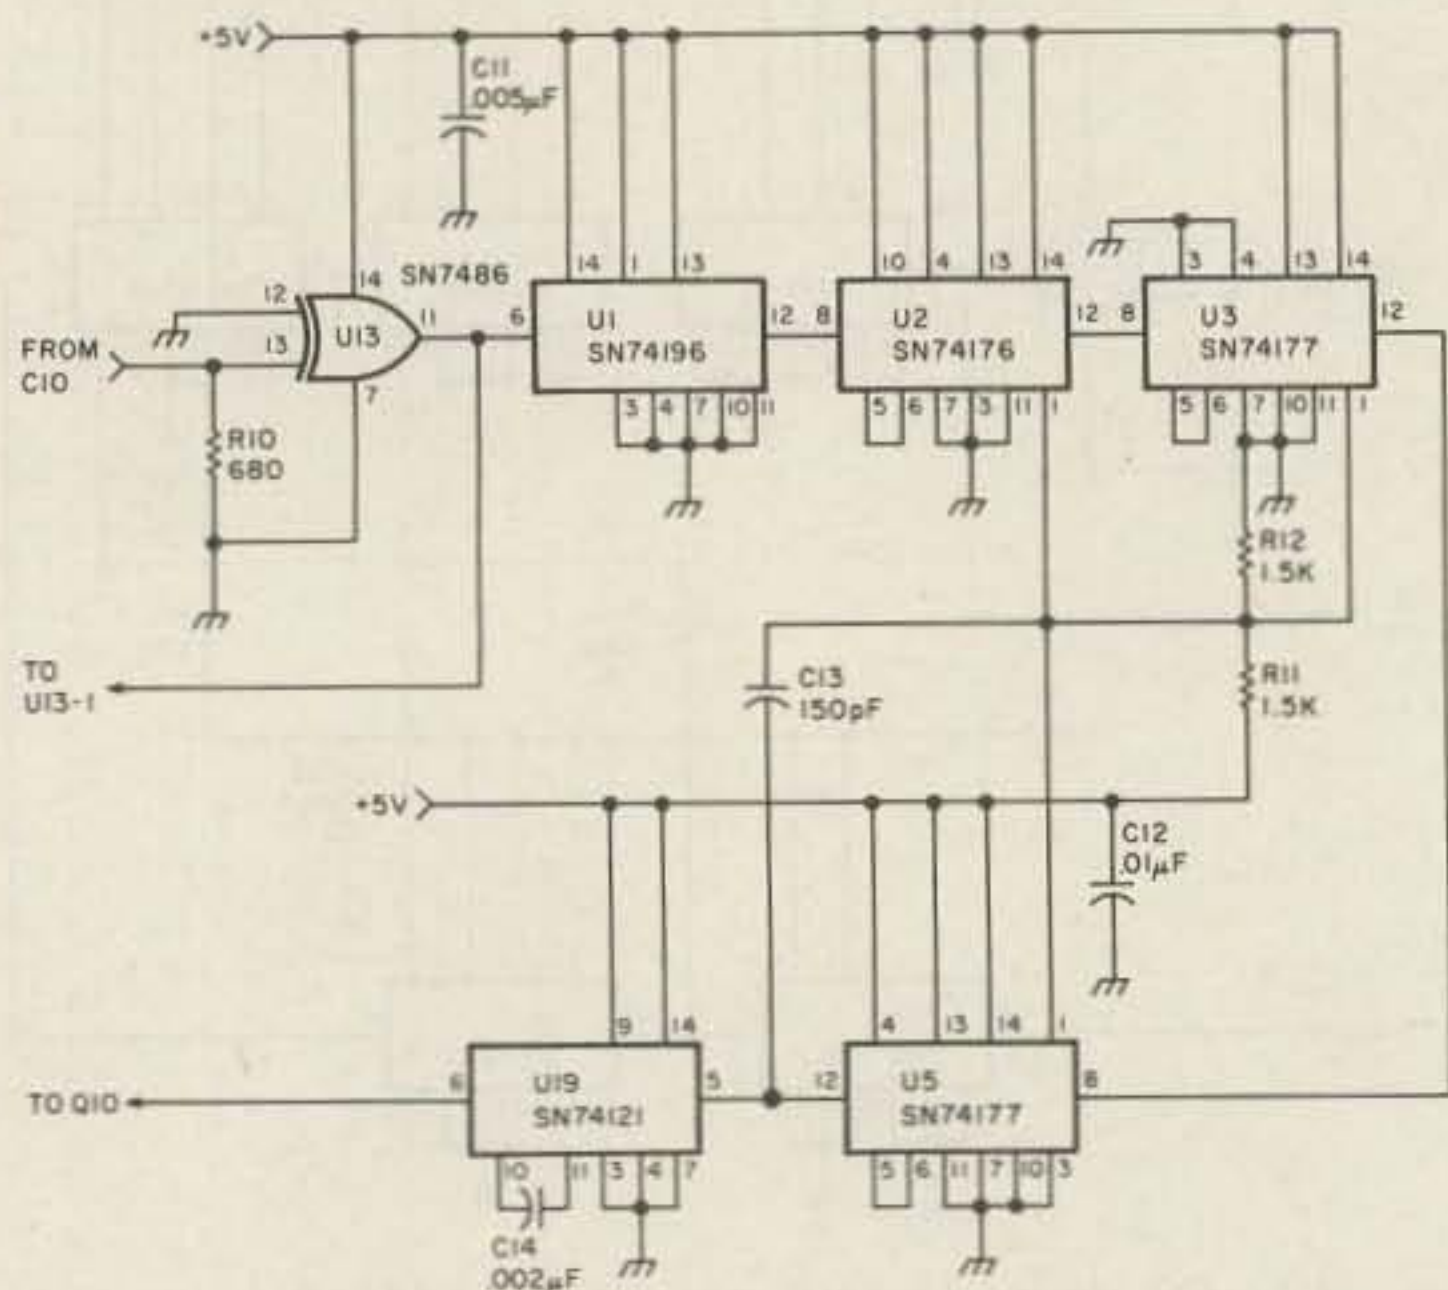 +5V
C11
.005µF
14
SN7486
12
U13
11
13
7
FROM
C10
R10
680
TO
U13-1
14 1 13
6
U1
SN74196
12
3 4 7 10 11
10 4 13 14
8
U2
SN74176
12
5 6 7 3 11 1
3 4 13 14
8
U3
SN74177
12
5 6 7 10 11 1
R12
1.5K
R11
1.5K
C13
150pF
+5V
C12
.01µF
9 14
6
U19
SN74121
5
10 11 3 4 7
C14
.002µF
TO Q10
4 13 14 1
12
U5
SN74177
8
5 6 11 7 10 3